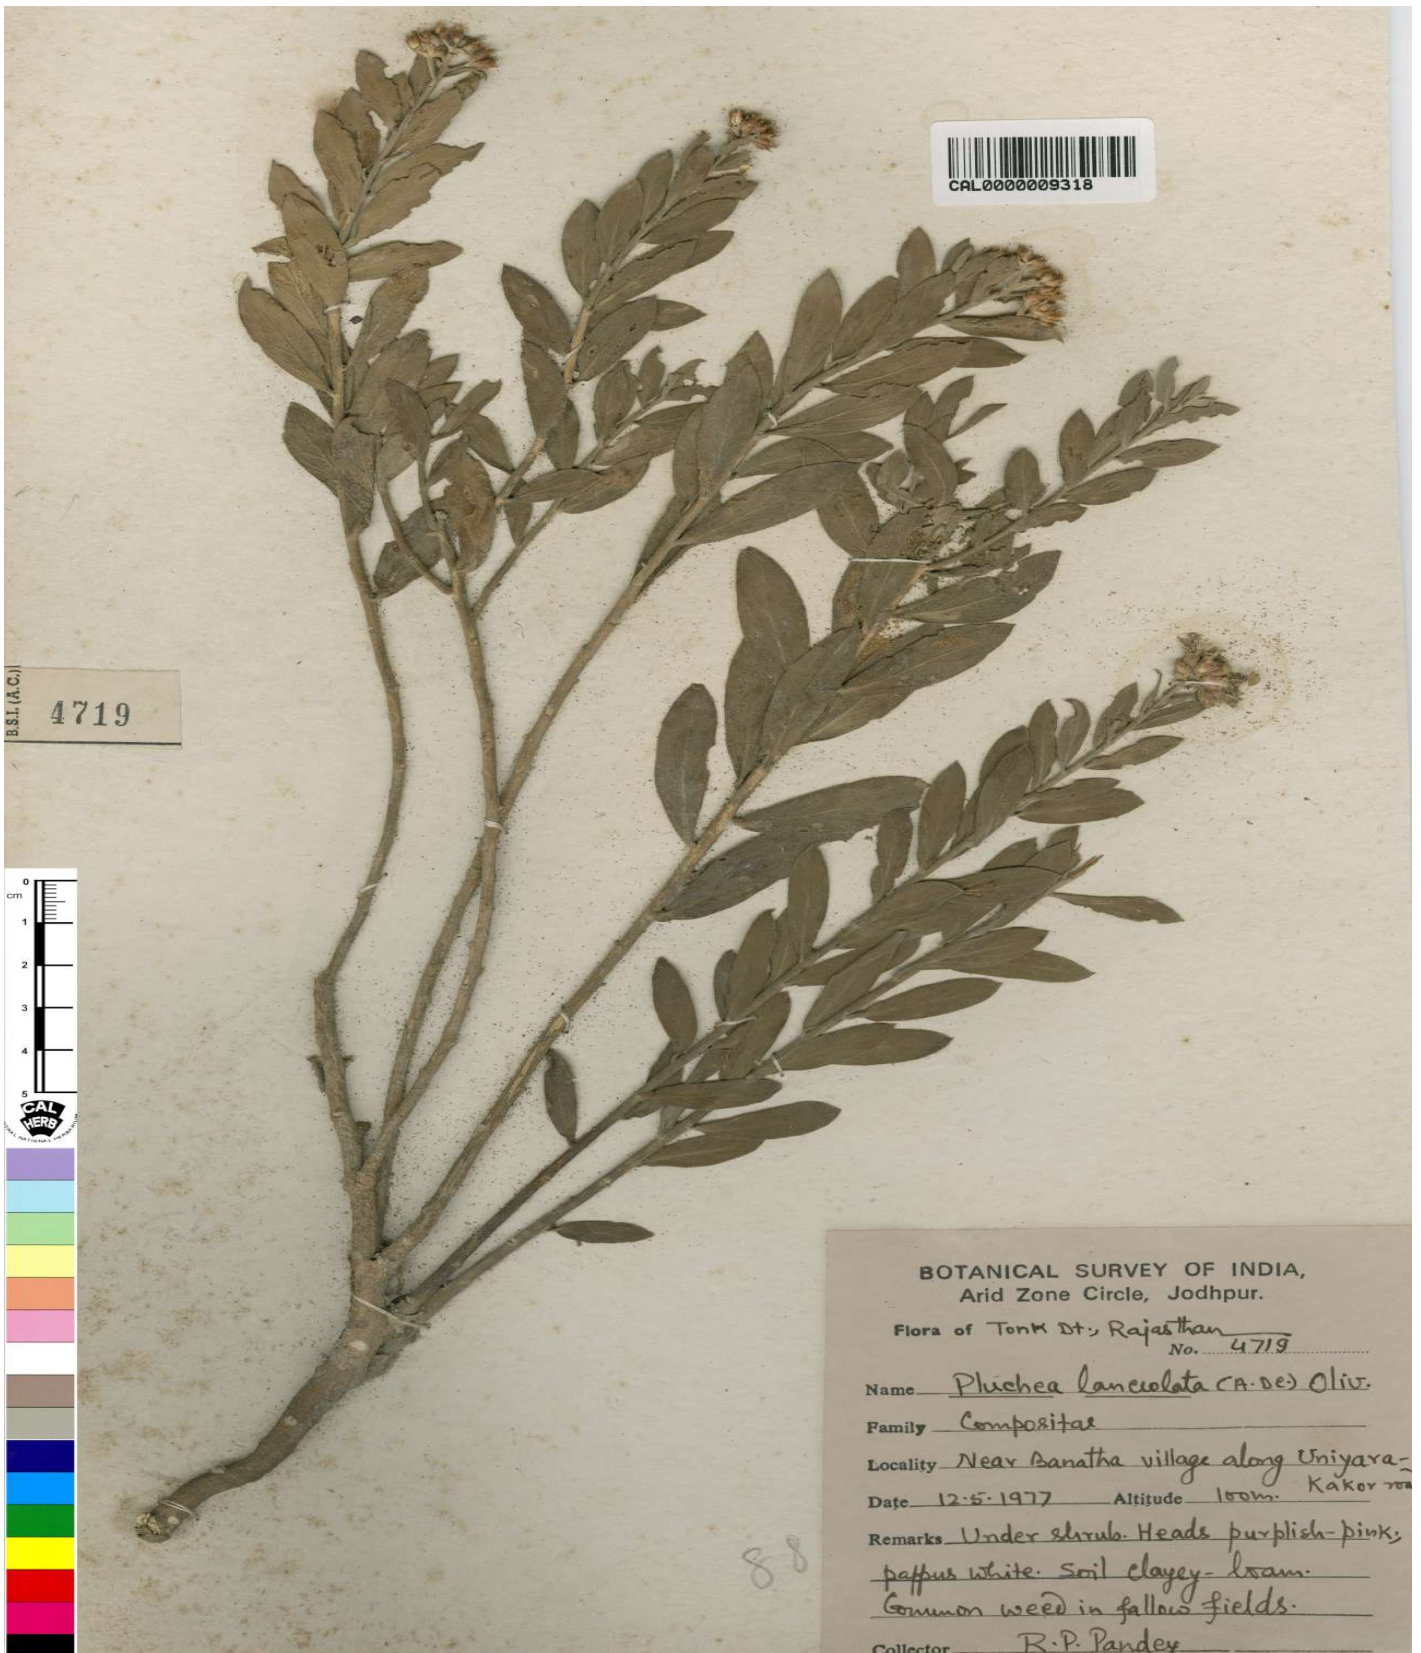 CAL0000009318
B.S.I. (A.C.)
4719
0
cm
1
2
3
4
5
CAL
HERB
BOTANICAL SURVEY OF INDIA,
Arid Zone Circle, Jodhpur.
Flora of Tonk Dt., Rajasthan
No. 4719
Name Pluchea lanceolata (A.DC.) Oliv.
Family Compositae
Locality Near Banatha village along Uniyara-
Kakor
Date 12.5.1977 Altitude 100m.
Remarks Under shrub. Heads purplish-pink;
pappus white. Soil clayey-loam.
Common weed in fallow fields.
Collector R.P. Pandey
88